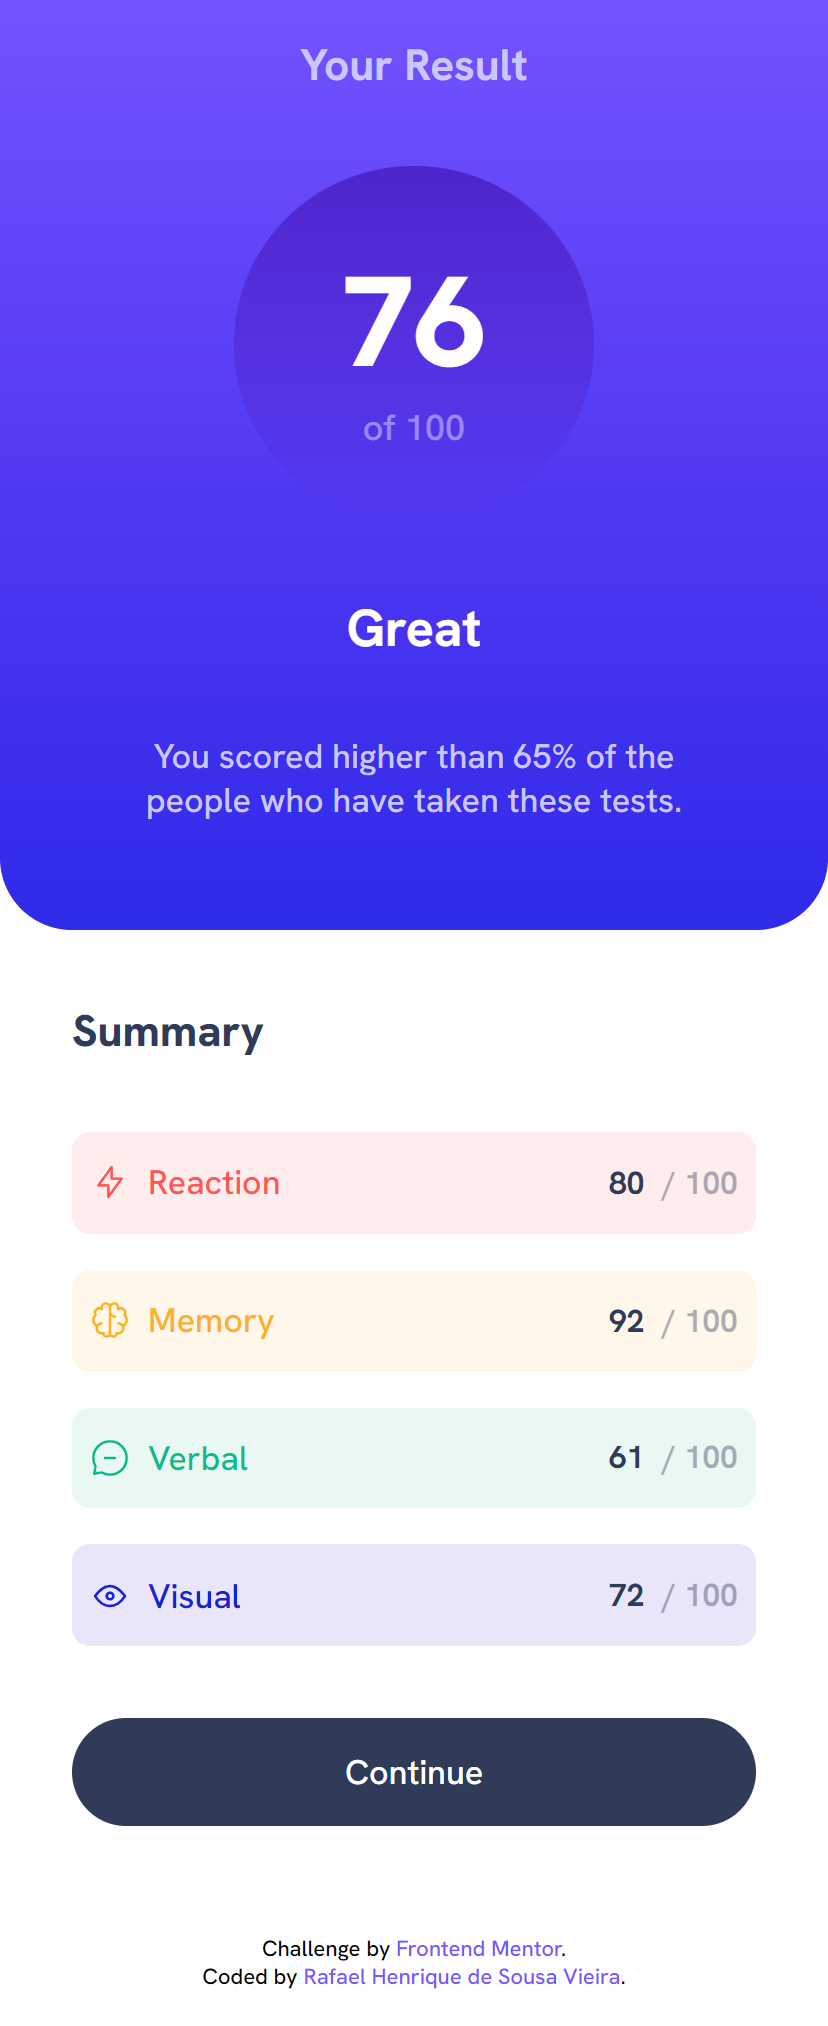 Your Result
76
of 100
Great
You scored higher than 65% of the
people who have taken these tests.
Summary
Reaction 80 / 100
Memory 92 / 100
Verbal 61 / 100
Visual 72 / 100
Continue
Challenge by Frontend Mentor.
Coded by Rafael Henrique de Sousa Vieira.